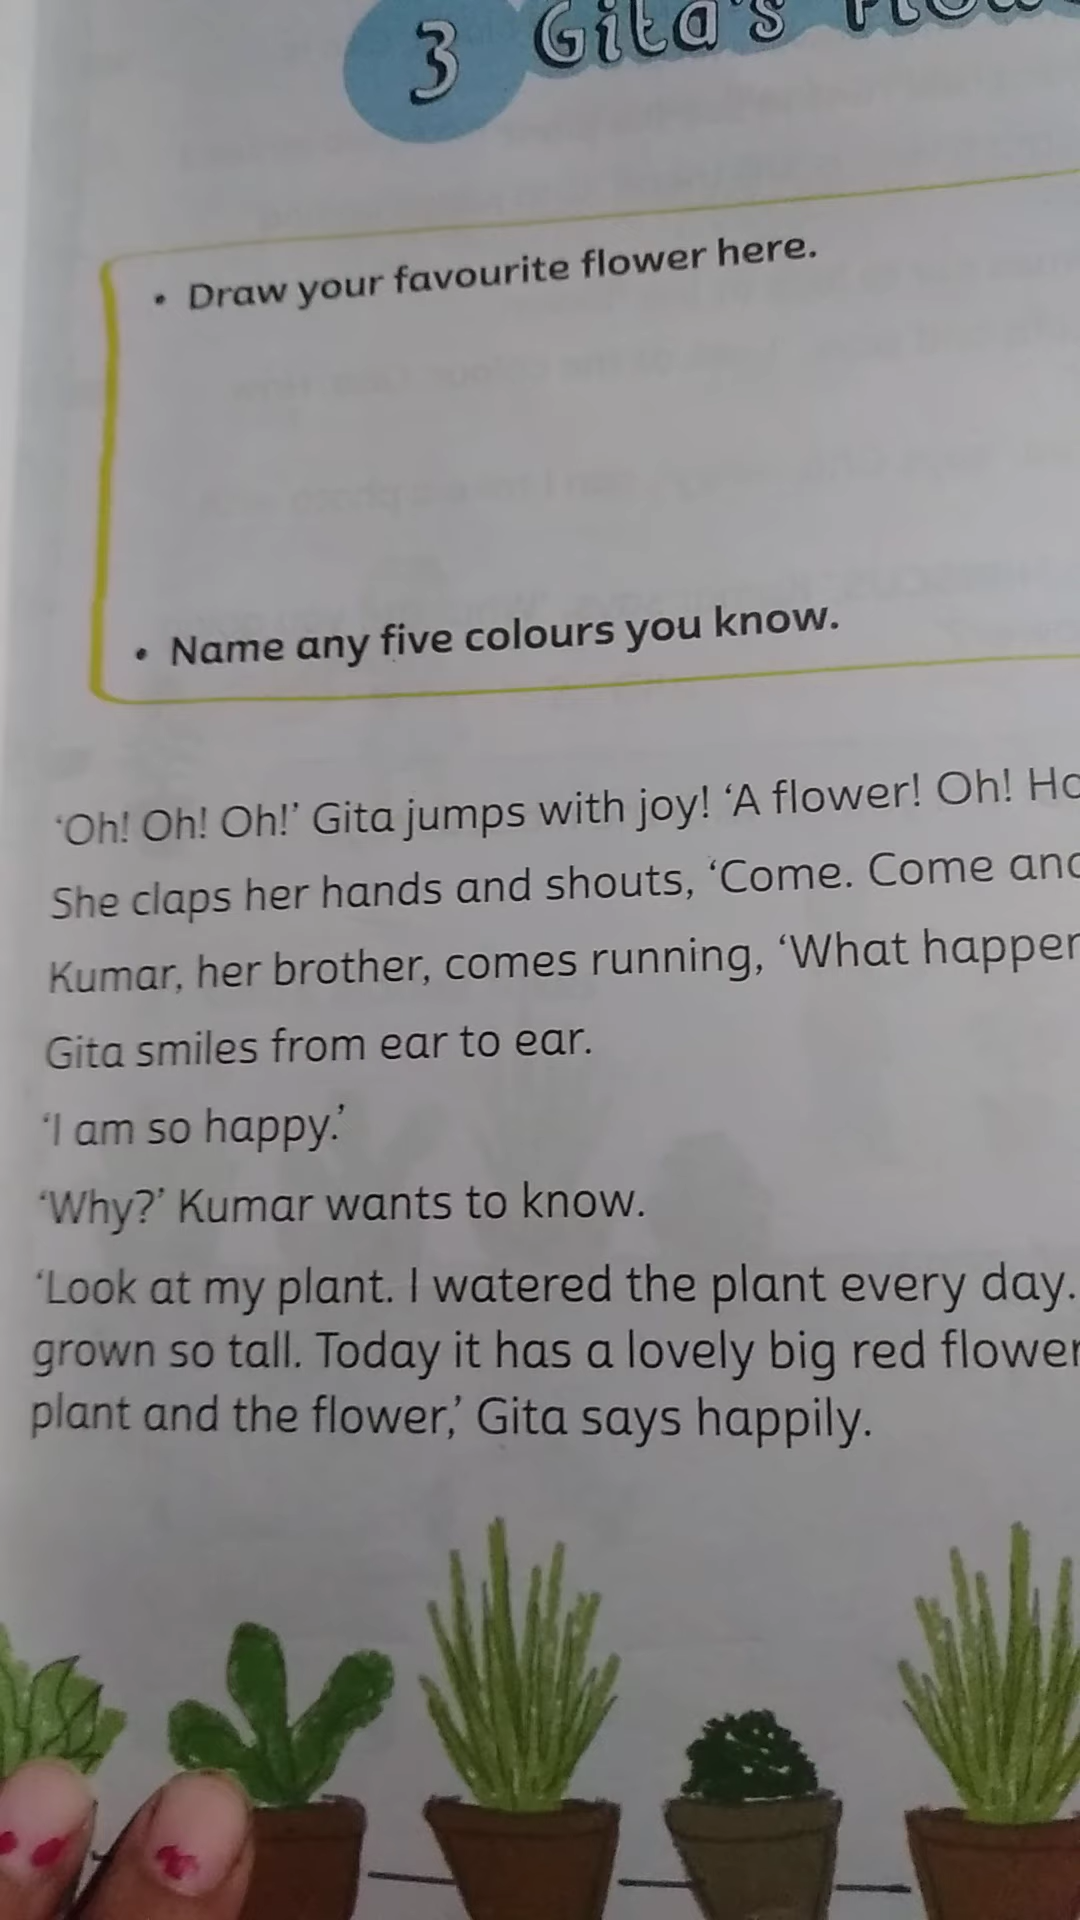 3 Gita's
• Draw your favourite flower here.
• Name any five colours you know.
‘Oh! Oh! Oh!’ Gita jumps with joy! ‘A flower! Oh!
She claps her hands and shouts, ‘Come. Come
Kumar, her brother, comes running, ‘What
Gita smiles from ear to ear.
‘I am so happy.’
‘Why?’ Kumar wants to know.
‘Look at my plant. I watered the plant every day.
grown so tall. Today it has a lovely big red flower
plant and the flower,’ Gita says happily.